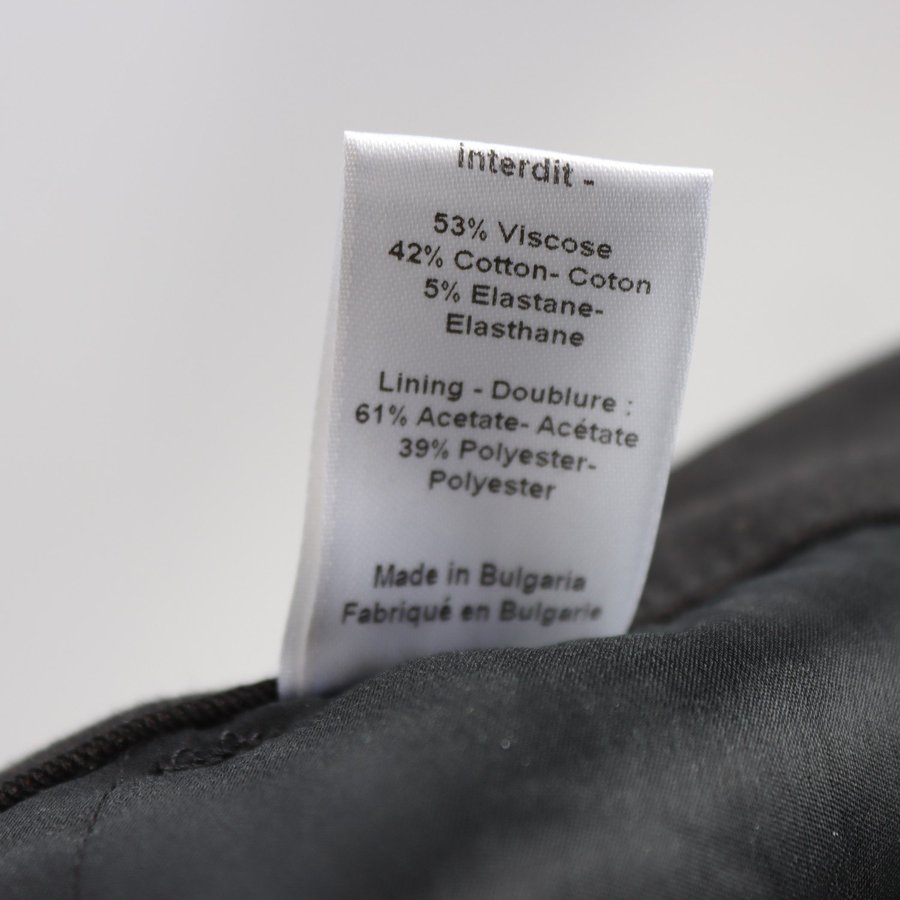 interdit -
53% Viscose
42% Cotton- Coton
5% Elastane-
Elasthane
Lining - Doublure :
61% Acetate- Acétate
39% Polyester-
Polyester
Made in Bulgaria
Fabriqué en Bulgarie